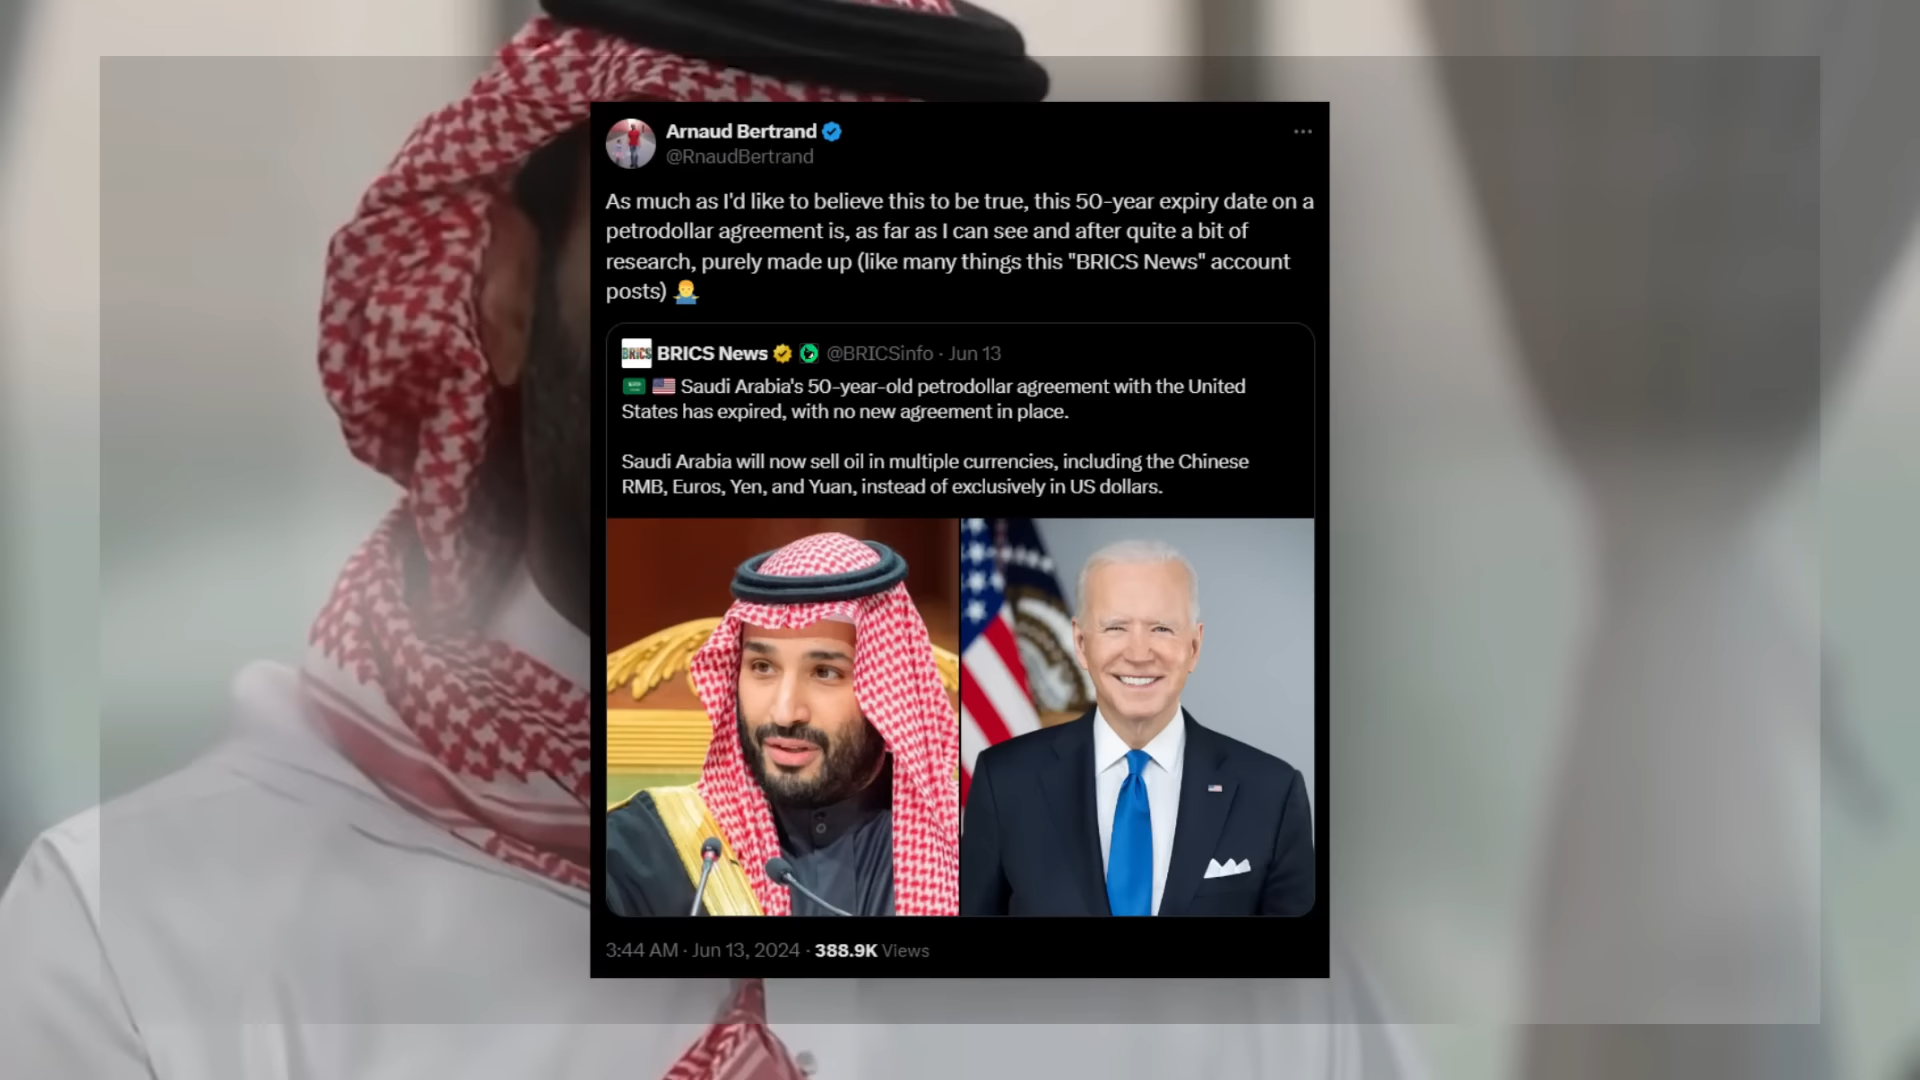 Arnaud Bertrand
@RnaudBertrand
As much as I'd like to believe this to be true, this 50-year expiry date on a
petrodollar agreement is, as far as I can see and after quite a bit of
research, purely made up (like many things this "BRICS News" account
posts) 🤷‍♂️
BRICS BRICS News @BRICSinfo · Jun 13
🇸🇦 🇺🇸 Saudi Arabia's 50-year-old petrodollar agreement with the United
States has expired, with no new agreement in place.
Saudi Arabia will now sell oil in multiple currencies, including the Chinese
RMB, Euros, Yen, and Yuan, instead of exclusively in US dollars.
3:44 AM · Jun 13, 2024 · 388.9K Views